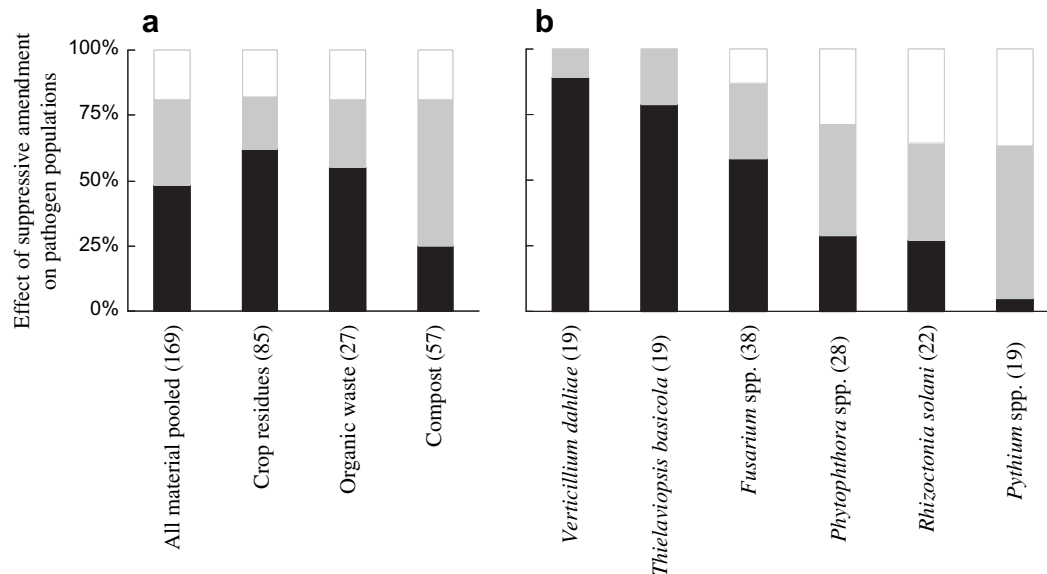 a
b
Effect of suppressive amendment
on pathogen populations
100%
75%
50%
25%
0%
All material pooled (169)
Crop residues (85)
Organic waste (27)
Compost (57)
Verticillium dahliae (19)
Thielaviopsis basicola (19)
Fusarium spp. (38)
Phytophthora spp. (28)
Rhizoctonia solani (22)
Pythium spp. (19)